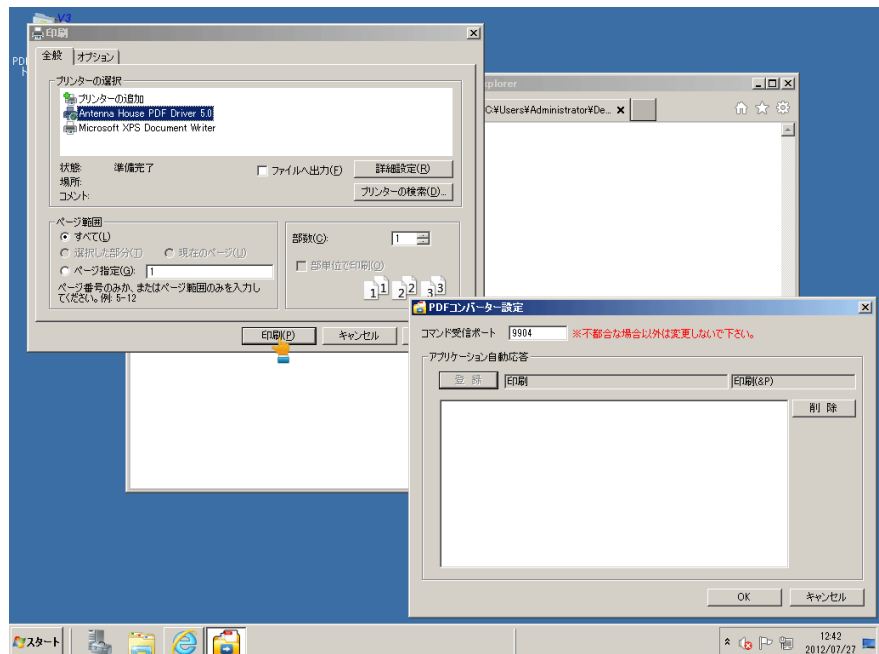 V3
PD
ト
印刷
全般
オプション
プリンターの選択
プリンターの追加
Antenna House PDF Driver 5.0
Microsoft XPS Document Writer
状態: 準備完了
場所:
コメント:
ファイルへ出力(F)
詳細設定(R)
プリンターの検索(D)...
ページ範囲
すべて(L)
選択した部分(T) 現在のページ(U)
ページ指定(G): 1
ページ番号のみか、またはページ範囲のみを入力し
てください。例: 5-12
部数(C): 1
部単位で印刷(O)
11 22 33
印刷(P) キャンセル
xplorer
C:¥Users¥Administrator¥De...
PDFコンバーター設定
コマンド受信ポート 9904 ※不都合な場合以外は変更しないで下さい。
アプリケーション自動応答
登 録 印刷 印刷(&P)
削 除
OK キャンセル
スタート
12:42
2012/07/27